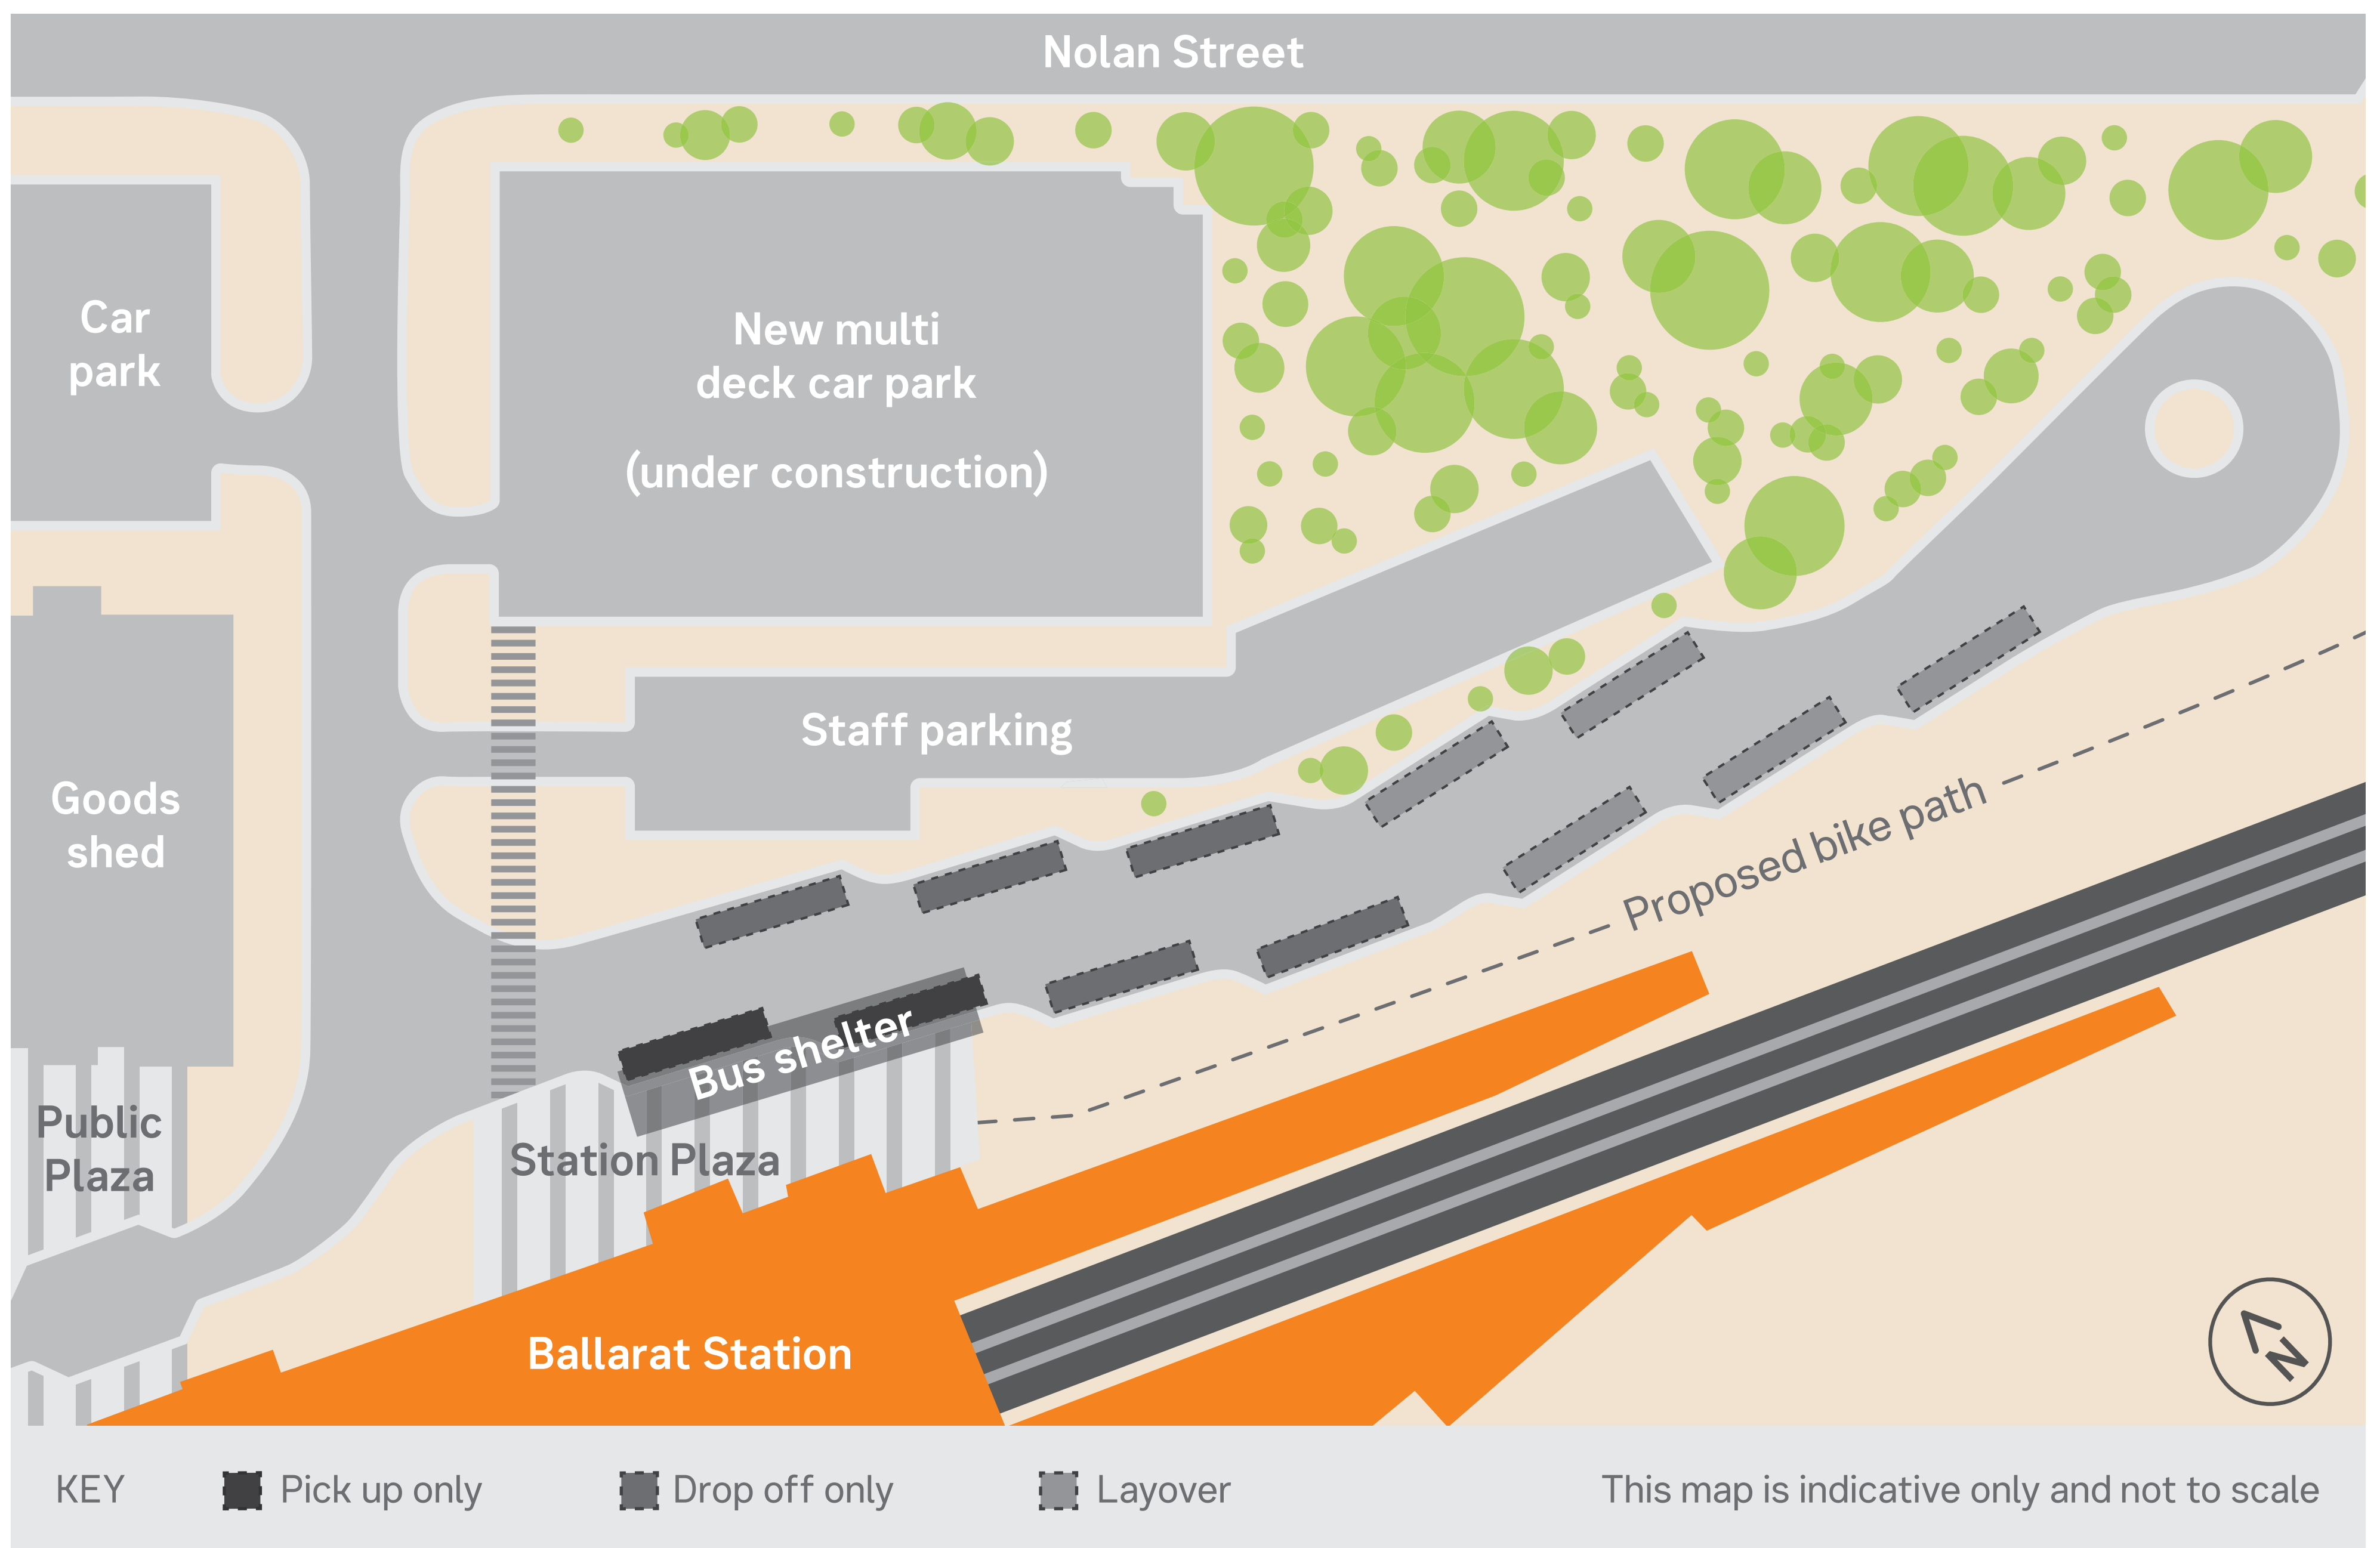 Nolan Street
Car
park
New multi
deck car park
(under construction)
Goods
shed
Staff parking
Proposed bike path
Bus shelter
Public
Plaza
Station Plaza
Ballarat Station
N
KEY
Pick up only
Drop off only
Layover
This map is indicative only and not to scale